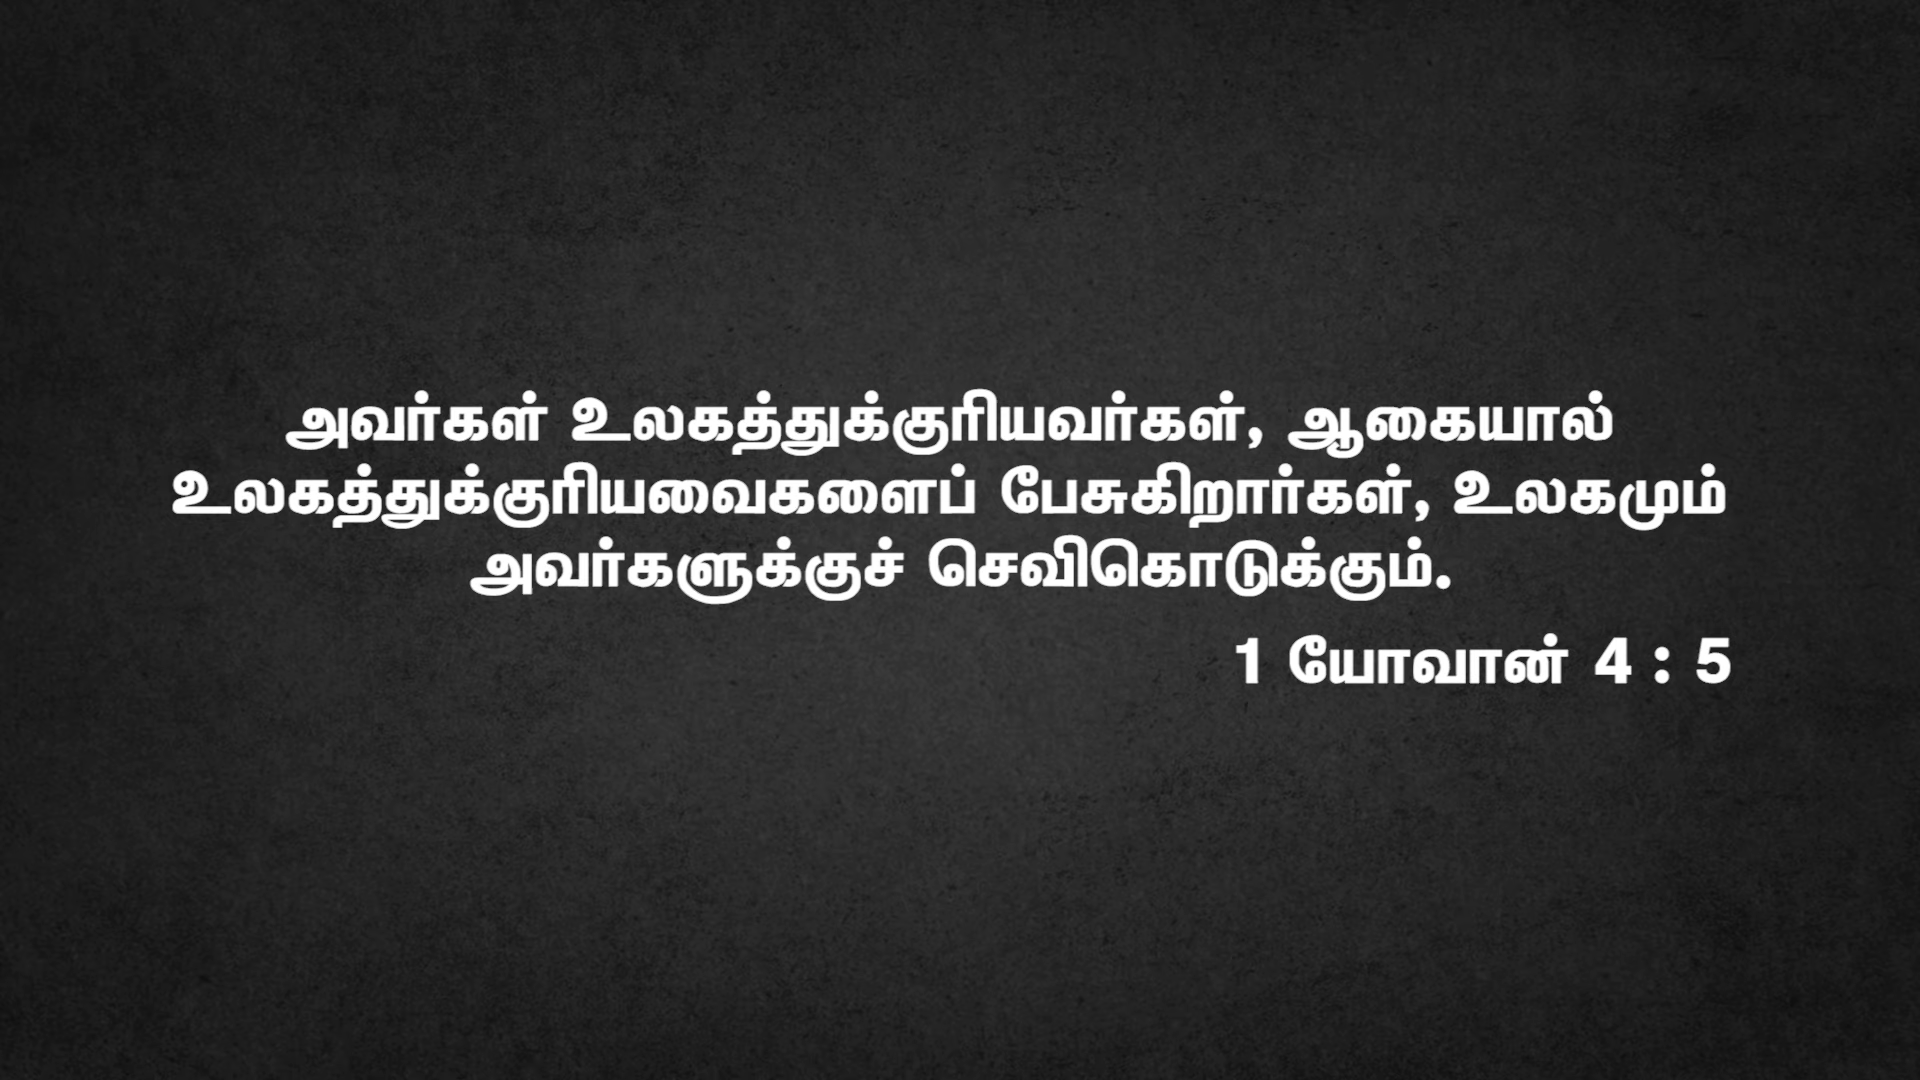 அவர்கள் உலகத்துக்குரியவர்கள், ஆகையால்
உலகத்துக்குரியவைகளைப் பேசுகிறார்கள், உலகமும்
அவர்களுக்குச் செவிகொடுக்கும்.
1 யோவான் 4 : 5